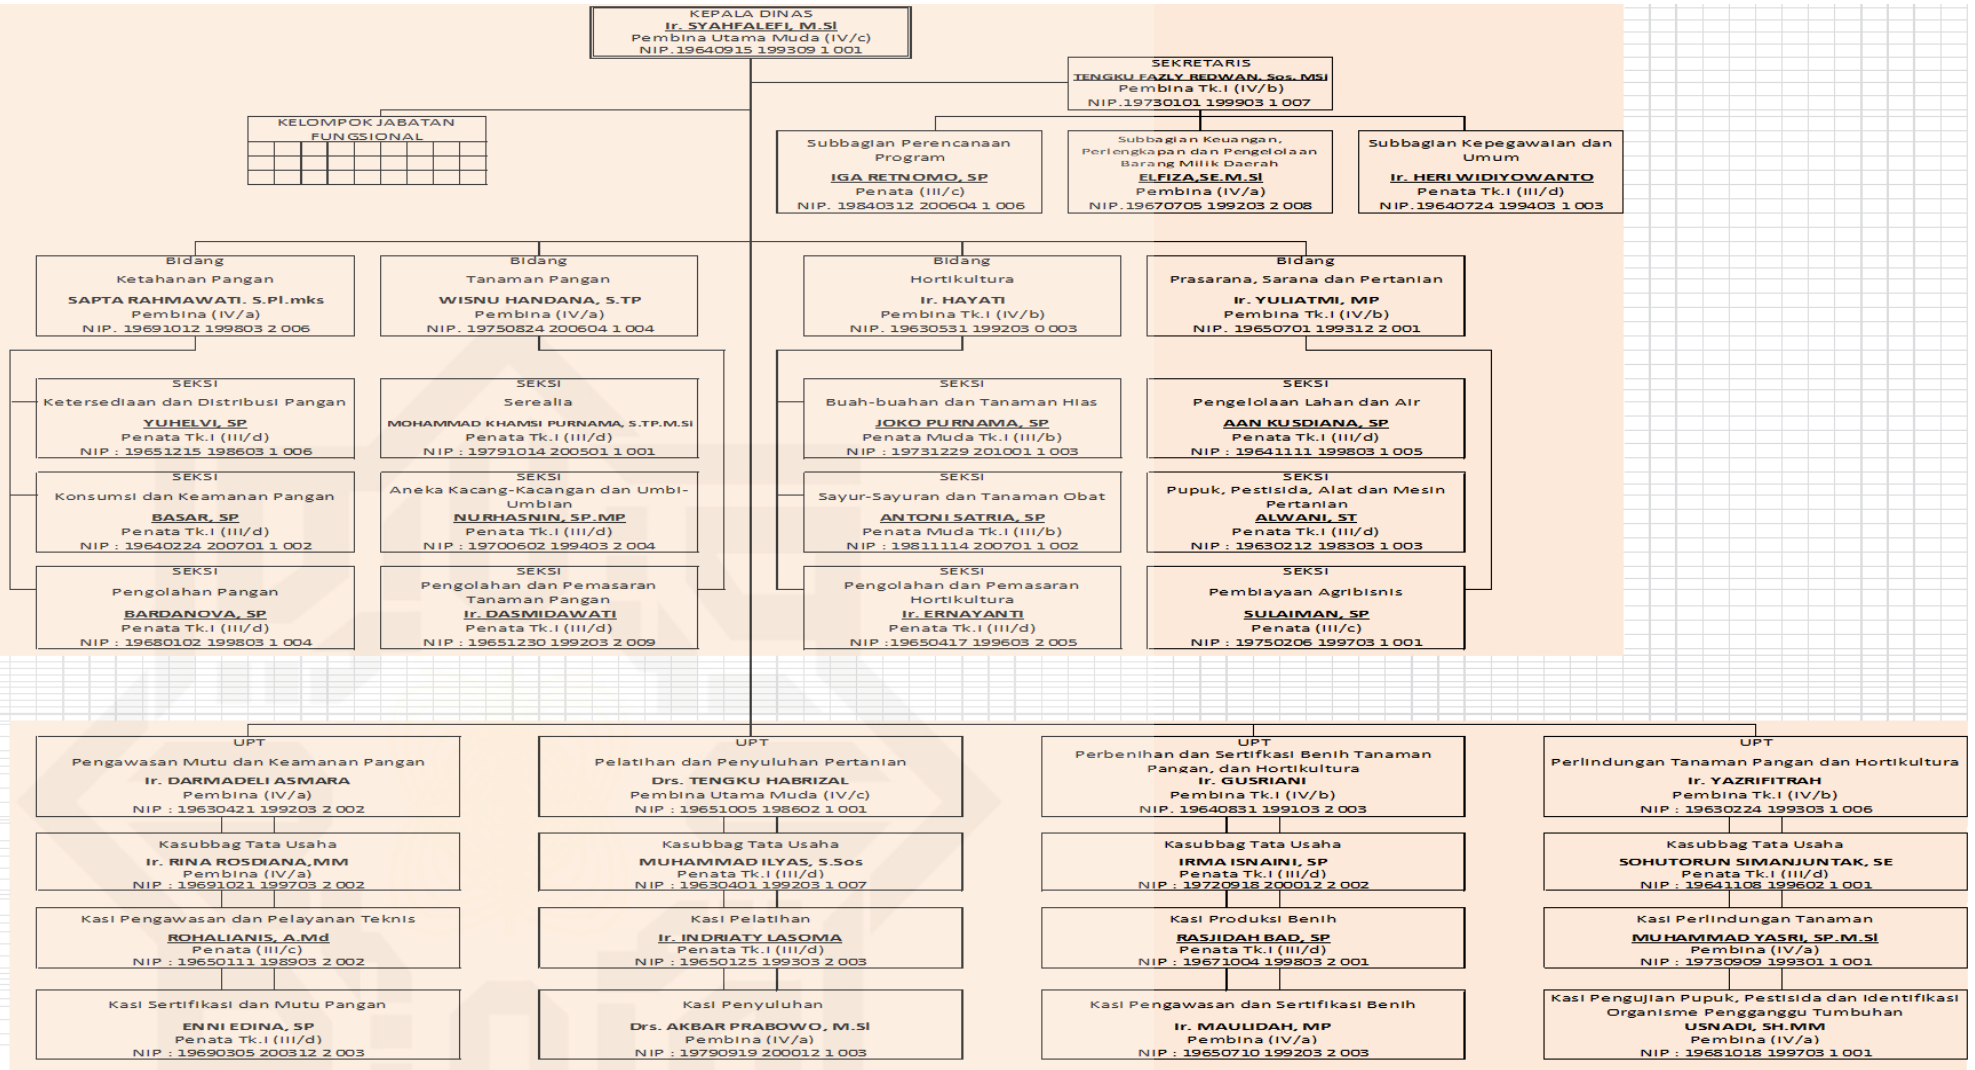 KEPALA DINAS
Ir. SYAHFALEFI, M.Si
Pembina Utama Muda (IV/c)
NIP.19640915 199309 1 001
SEKRETARIS
TENGKU FAZLY REDWAN, Sos, MSi
Pembina Tk.I (IV/b)
NIP.19730101 199903 1 007
KELOMPOK JABATAN
FUNGSIONAL
Subbagian Perencanaan
Program
IGA RETNOMO, SP
Penata (III/c)
NIP. 19840312 200604 1 006
Subbagian Keuangan,
Perlengkapan dan Pengelolaan
Barang Milik Daerah
ELFIZA,SE.M.Si
Pembina (IV/a)
NIP.19670705 199203 2 008
Subbagian Kepegawaian dan
Umum
Ir. HERI WIDIYOWANTO
Penata Tk.I (III/d)
NIP.19640724 199403 1 003
Bidang
Ketahanan Pangan
SAPTA RAHMAWATI. S.Pi.mks
Pembina (IV/a)
NIP. 19691012 199803 2 006
Bidang
Tanaman Pangan
WISNU HANDANA, S.TP
Pembina (IV/a)
NIP. 19750824 200604 1 004
Bidang
Hortikultura
Ir. HAYATI
Pembina Tk.I (IV/b)
NIP. 19630531 199203 0 003
Bidang
Prasarana, Sarana dan Pertanian
Ir. YULIATMI, MP
Pembina Tk.I (IV/b)
NIP. 19650701 199312 2 001
SEKSI
Ketersediaan dan Distribusi Pangan
YUHELVI, SP
Penata Tk.I (III/d)
NIP : 19651215 198603 1 006
SEKSI
Serealia
MOHAMMAD KHAMSI PURNAMA, S.TP.M.Si
Penata Tk.I (III/d)
NIP : 19791014 200501 1 001
SEKSI
Buah-buahan dan Tanaman Hias
JOKO PURNAMA, SP
Penata Muda Tk.I (III/b)
NIP : 19731229 201001 1 003
SEKSI
Pengelolaan Lahan dan Air
AAN KUSDIANA, SP
Penata Tk.I (III/d)
NIP : 19641111 199803 1 005
SEKSI
Konsumsi dan Keamanan Pangan
BASAR, SP
Penata Tk.I (III/d)
NIP : 19640224 200701 1 002
SEKSI
Aneka Kacang-Kacangan dan Umbi-
Umbian
NURHASNIN, SP.MP
Penata Tk.I (III/d)
NIP : 19700602 199403 2 004
SEKSI
Sayur-Sayuran dan Tanaman Obat
ANTONI SATRIA, SP
Penata Muda Tk.I (III/b)
NIP : 19811114 200701 1 002
SEKSI
Pupuk, Pestisida, Alat dan Mesin
Pertanian
ALWANI, ST
Penata Tk.I (III/d)
NIP : 19630212 198303 1 003
SEKSI
Pengolahan Pangan
BARDANOVA, SP
Penata Tk.I (III/d)
NIP : 19680102 199803 1 004
SEKSI
Pengolahan dan Pemasaran
Tanaman Pangan
Ir. DASMIDAWATI
Penata Tk.I (III/d)
NIP : 19651230 199203 2 009
SEKSI
Pengolahan dan Pemasaran
Hortikultura
Ir. ERNAYANTI
Penata Tk.I (III/d)
NIP :19650417 199603 2 005
SEKSI
Pembiayaan Agribisnis
SULAIMAN, SP
Penata (III/c)
NIP : 19750206 199703 1 001
UPT
Pengawasan Mutu dan Keamanan Pangan
Ir. DARMADELI ASMARA
Pembina (IV/a)
NIP : 19630421 199203 2 002
UPT
Pelatihan dan Penyuluhan Pertanian
Drs. TENGKU HABRIZAL
Pembina Utama Muda (IV/c)
NIP : 19651005 198602 1 001
UPT
Perbenihan dan Sertifkasi Benih Tanaman
Pangan, dan Hortikultura
Ir. GUSRIANI
Pembina Tk.I (IV/b)
NIP. 19640831 199103 2 003
UPT
Perlindungan Tanaman Pangan dan Hortikultura
Ir. YAZRIFITRAH
Pembina Tk.I (IV/b)
NIP : 19630224 199303 1 006
Kasubbag Tata Usaha
Ir. RINA ROSDIANA,MM
Pembina (IV/a)
NIP : 19691021 199703 2 002
Kasubbag Tata Usaha
MUHAMMAD ILYAS, S.Sos
Penata Tk.I (III/d)
NIP : 19630401 199203 1 007
Kasubbag Tata Usaha
IRMA ISNAINI, SP
Penata Tk.I (III/d)
NIP : 19720918 200012 2 002
Kasubbag Tata Usaha
SOHUTORUN SIMANJUNTAK, SE
Penata Tk.I (III/d)
NIP : 19641108 199602 1 001
Kasi Pengawasan dan Pelayanan Teknis
ROHALIANIS, A.Md
Penata (III/c)
NIP : 19650111 198903 2 002
Kasi Pelatihan
Ir. INDRIATY LASOMA
Penata Tk.I (III/d)
NIP : 19650125 199303 2 003
Kasi Produksi Benih
RASJIDAH BAD, SP
Penata Tk.I (III/d)
NIP : 19671004 199803 2 001
Kasi Perlindungan Tanaman
MUHAMMAD YASRI, SP.M.Si
Pembina (IV/a)
NIP : 19730909 199301 1 001
Kasi Sertifikasi dan Mutu Pangan
ENNI EDINA, SP
Penata Tk.I (III/d)
NIP : 19690305 200312 2 003
Kasi Penyuluhan
Drs. AKBAR PRABOWO, M.Si
Pembina (IV/a)
NIP : 19790919 200012 1 003
Kasi Pengawasan dan Sertifikasi Benih
Ir. MAULIDAH, MP
Pembina (IV/a)
NIP : 19650710 199203 2 003
Kasi Pengujian Pupuk, Pestisida dan Identifikasi
Organisme Pengganggu Tumbuhan
USNADI, SH.MM
Pembina (IV/a)
NIP : 19681018 199703 1 001